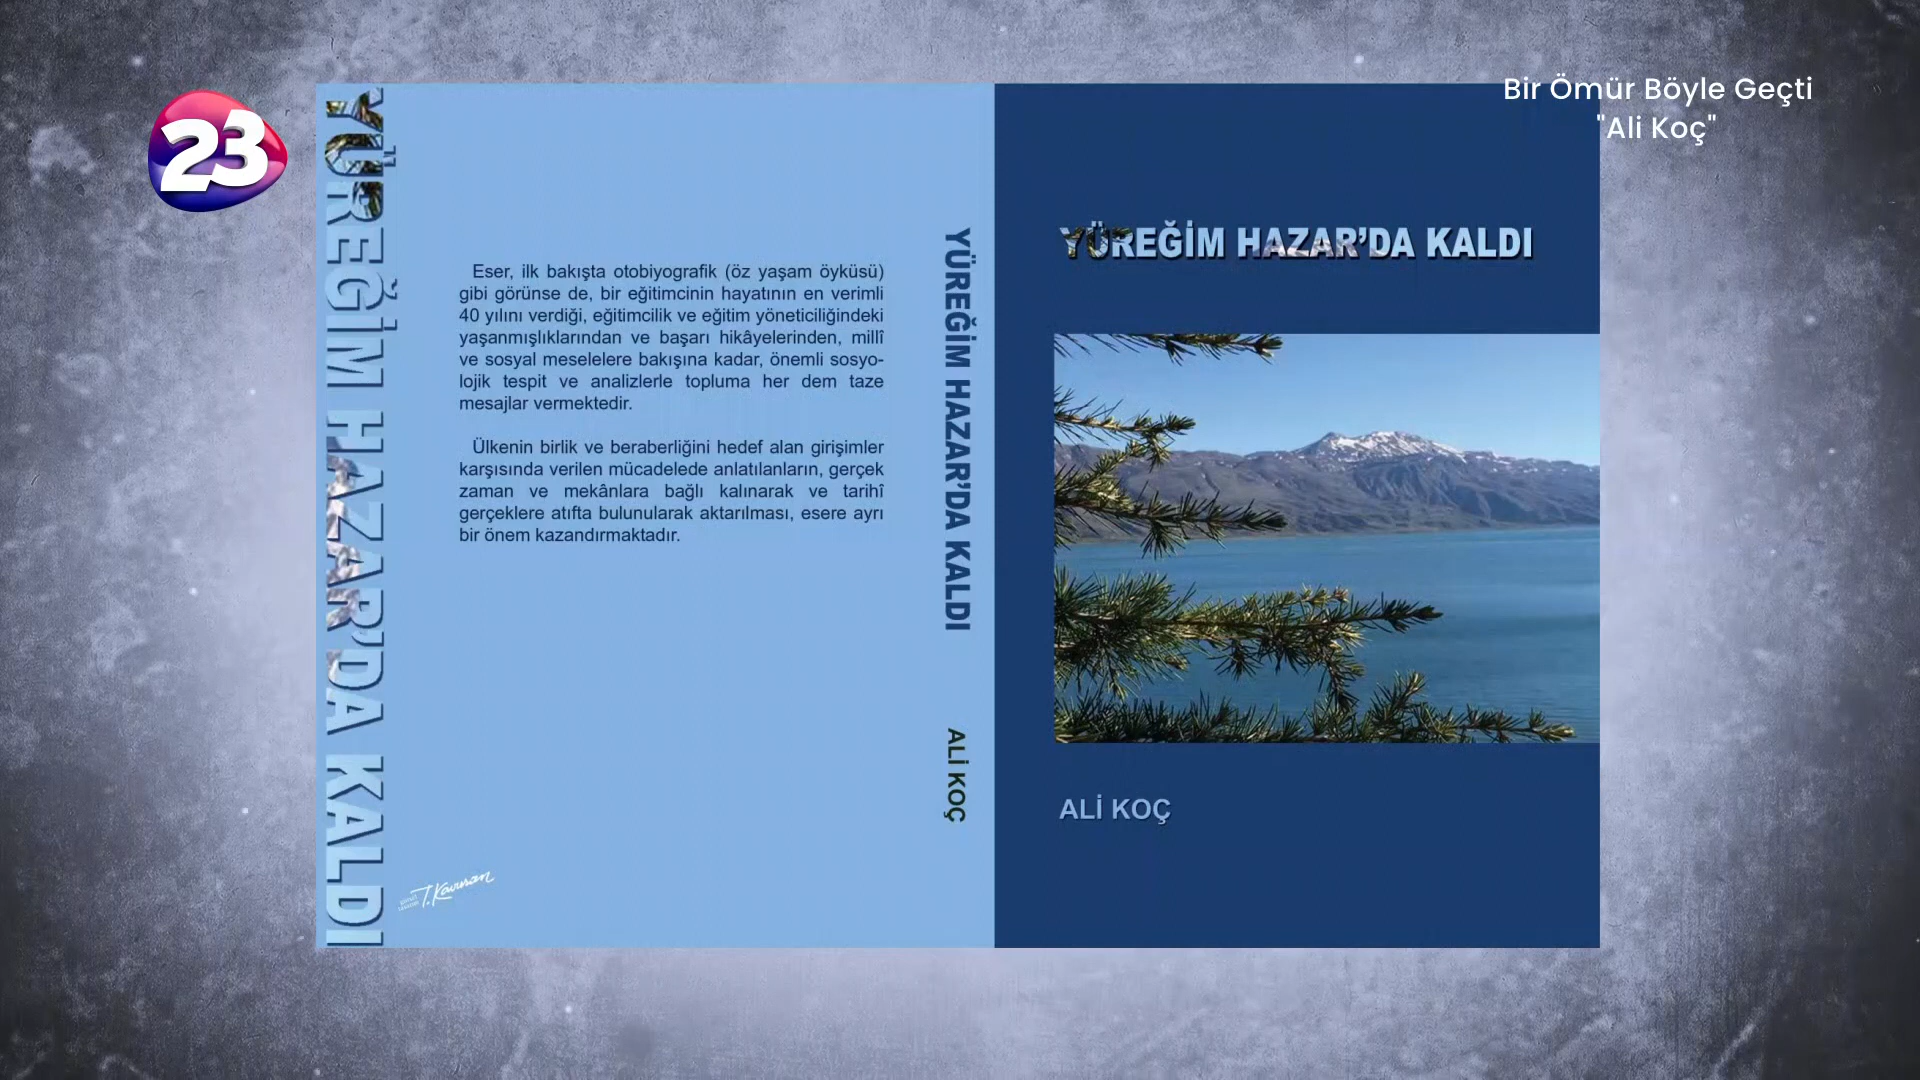 23
Bir Ömür Böyle Geçti
"Ali Koç"
YÜREĞİM HAZAR'DA KALDI
Eser, ilk bakışta otobiyografik (öz yaşam öyküsü)
gibi görünse de, bir eğitimcinin hayatının en verimli
40 yılını verdiği, eğitimcilik ve eğitim yöneticiliğindeki
yaşanmışlıklarından ve başarı hikâyelerinden, millî
ve sosyal meselelere bakışına kadar, önemli sosyo-
lojik tespit ve analizlerle topluma her dem taze
mesajlar vermektedir.
Ülkenin birlik ve beraberliğini hedef alan girişimler
karşısında verilen mücadelede anlatılanların, gerçek
zaman ve mekânlara bağlı kalınarak ve tarihî
gerçeklere atıfta bulunularak aktarılması, esere ayrı
bir önem kazandırmaktadır.
T. Kavusan
YÜREĞİM HAZAR'DA KALDI
ALİ KOÇ
YÜREĞİM HAZAR'DA KALDI
ALİ KOÇ